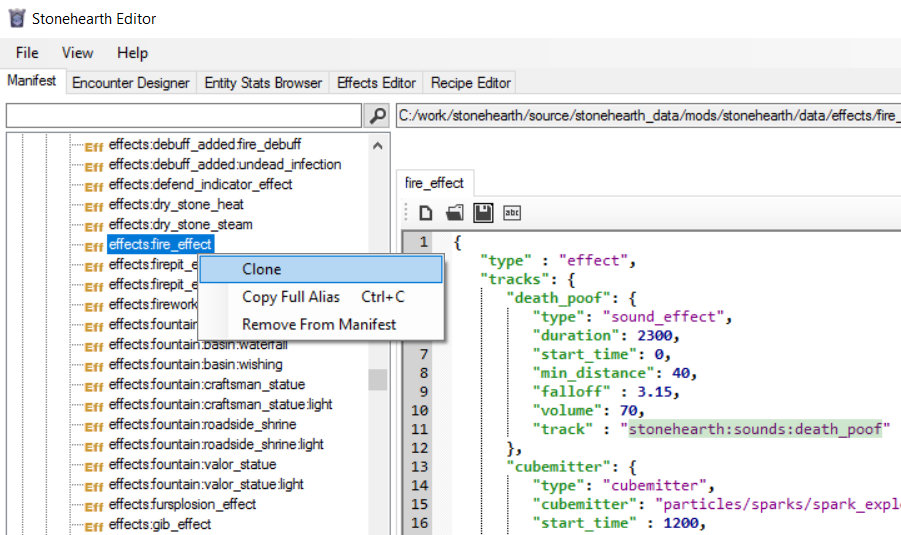 Stonehearth Editor
File View Help
Manifest Encounter Designer Entity Stats Browser Effects Editor Recipe Editor
C:/work/stonehearth/source/stonehearth_data/mods/stonehearth/data/effects/fire_
Eff effects:debuff_added:fire_debuff
Eff effects:debuff_added:undead_infection
Eff effects:defend_indicator_effect
Eff effects:dry_stone_heat
Eff effects:dry_stone_steam
Eff effects:fire_effect
Eff effects:firepit_e
Eff effects:firepit_e
Eff effects:firework
Eff effects:fountain
Eff effects:fountain:basin:waterfall
Eff effects:fountain:basin:wishing
Eff effects:fountain:craftsman_statue
Eff effects:fountain:craftsman_statue:light
Eff effects:fountain:roadside_shrine
Eff effects:fountain:roadside_shrine:light
Eff effects:fountain:valor_statue
Eff effects:fountain:valor_statue:light
Eff effects:fursplosion_effect
Eff effects:gib_effect
Clone
Copy Full Alias Ctrl+C
Remove From Manifest
fire_effect
abc
1 {
"type" : "effect",
"tracks": {
"death_poof": {
"type": "sound_effect",
"duration": 2300,
7 "start_time": 0,
8 "min_distance": 40,
9 "falloff" : 3.15,
10 "volume": 70,
11 "track" : "stonehearth:sounds:death_poof"
12 },
13 "cubemitter": {
14 "type": "cubemitter",
15 "cubemitter": "particles/sparks/spark_expl
16 "start_time" : 1200,